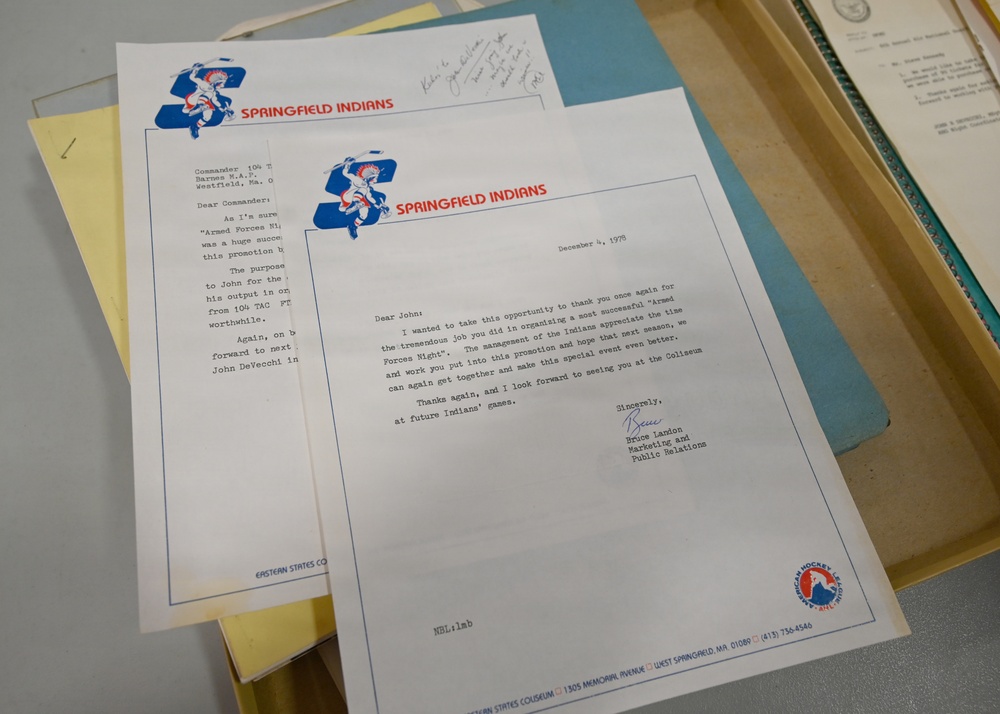 SPRINGFIELD INDIANS
Commander 104 T
Barnes M.A.P.
Westfield, Ma. 0
Dear Commander:
As I'm sure
"Armed Forces Ni
was a huge succe
this promotion b
The purpose
to John for the
his output in or
from 104 TAC FT
worthwhile.
Again, on b
forward to next
John DeVecchi in
EASTERN STATES CO
SPRINGFIELD INDIANS
December 4, 1978
Dear John:
I wanted to take this opportunity to thank you once again for
the tremendous job you did in organizing a most successful "Armed
Forces Night". The management of the Indians appreciate the time
and work you put into this promotion and hope that next season, we
can again get together and make this special event even better.
Thanks again, and I look forward to seeing you at the Coliseum
at future Indians' games.
Sincerely,
Bruce
Bruce Landon
Marketing and
Public Relations
NBL:lmb
AMERICAN HOCKEY LEAGUE
AHL
STERN STATES COLISEUM 1305 MEMORIAL AVENUE WEST SPRINGFIELD, MA. 01089 (413) 736-4546